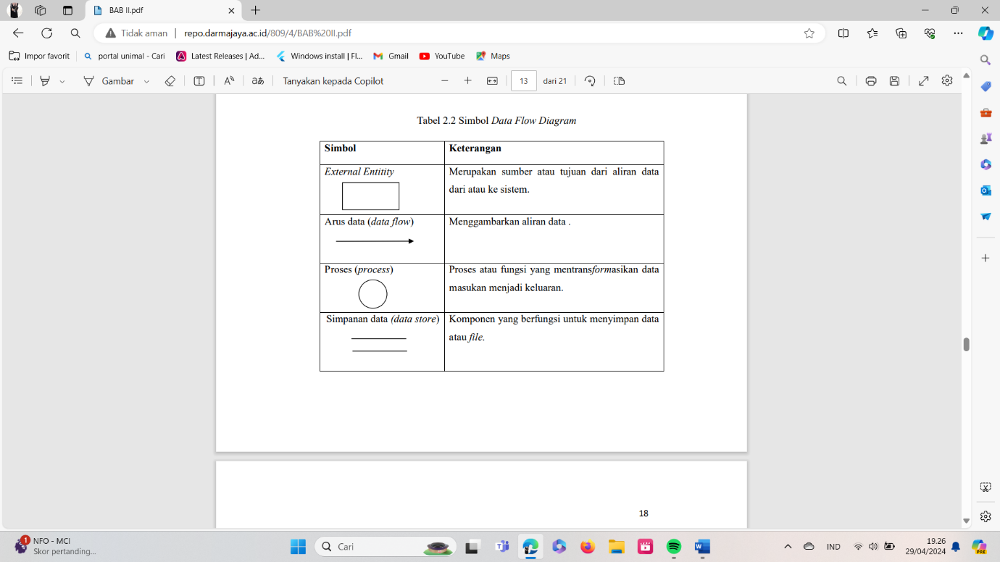 BAB II.pdf
Tidak aman
repo.darmajaya.ac.id/809/4/BAB%20II.pdf
Impor favorit
portal unimal - Cari
Latest Releases | Ad...
Windows install | Fl...
Gmail
YouTube
Maps
Gambar
aあ
Tanyakan kepada Copilot
13
dari 21
Tabel 2.2 Simbol Data Flow Diagram
Simbol
Keterangan
External Entitity
Merupakan sumber atau tujuan dari aliran data
dari atau ke sistem.
Arus data (data flow)
Menggambarkan aliran data .
Proses (process)
Proses atau fungsi yang mentransformasikan data
masukan menjadi keluaran.
Simpanan data (data store)
Komponen yang berfungsi untuk menyimpan data
atau file.
18
1
NFO - MCI
Skor pertanding...
Cari
IND
19.26
29/04/2024
PRE